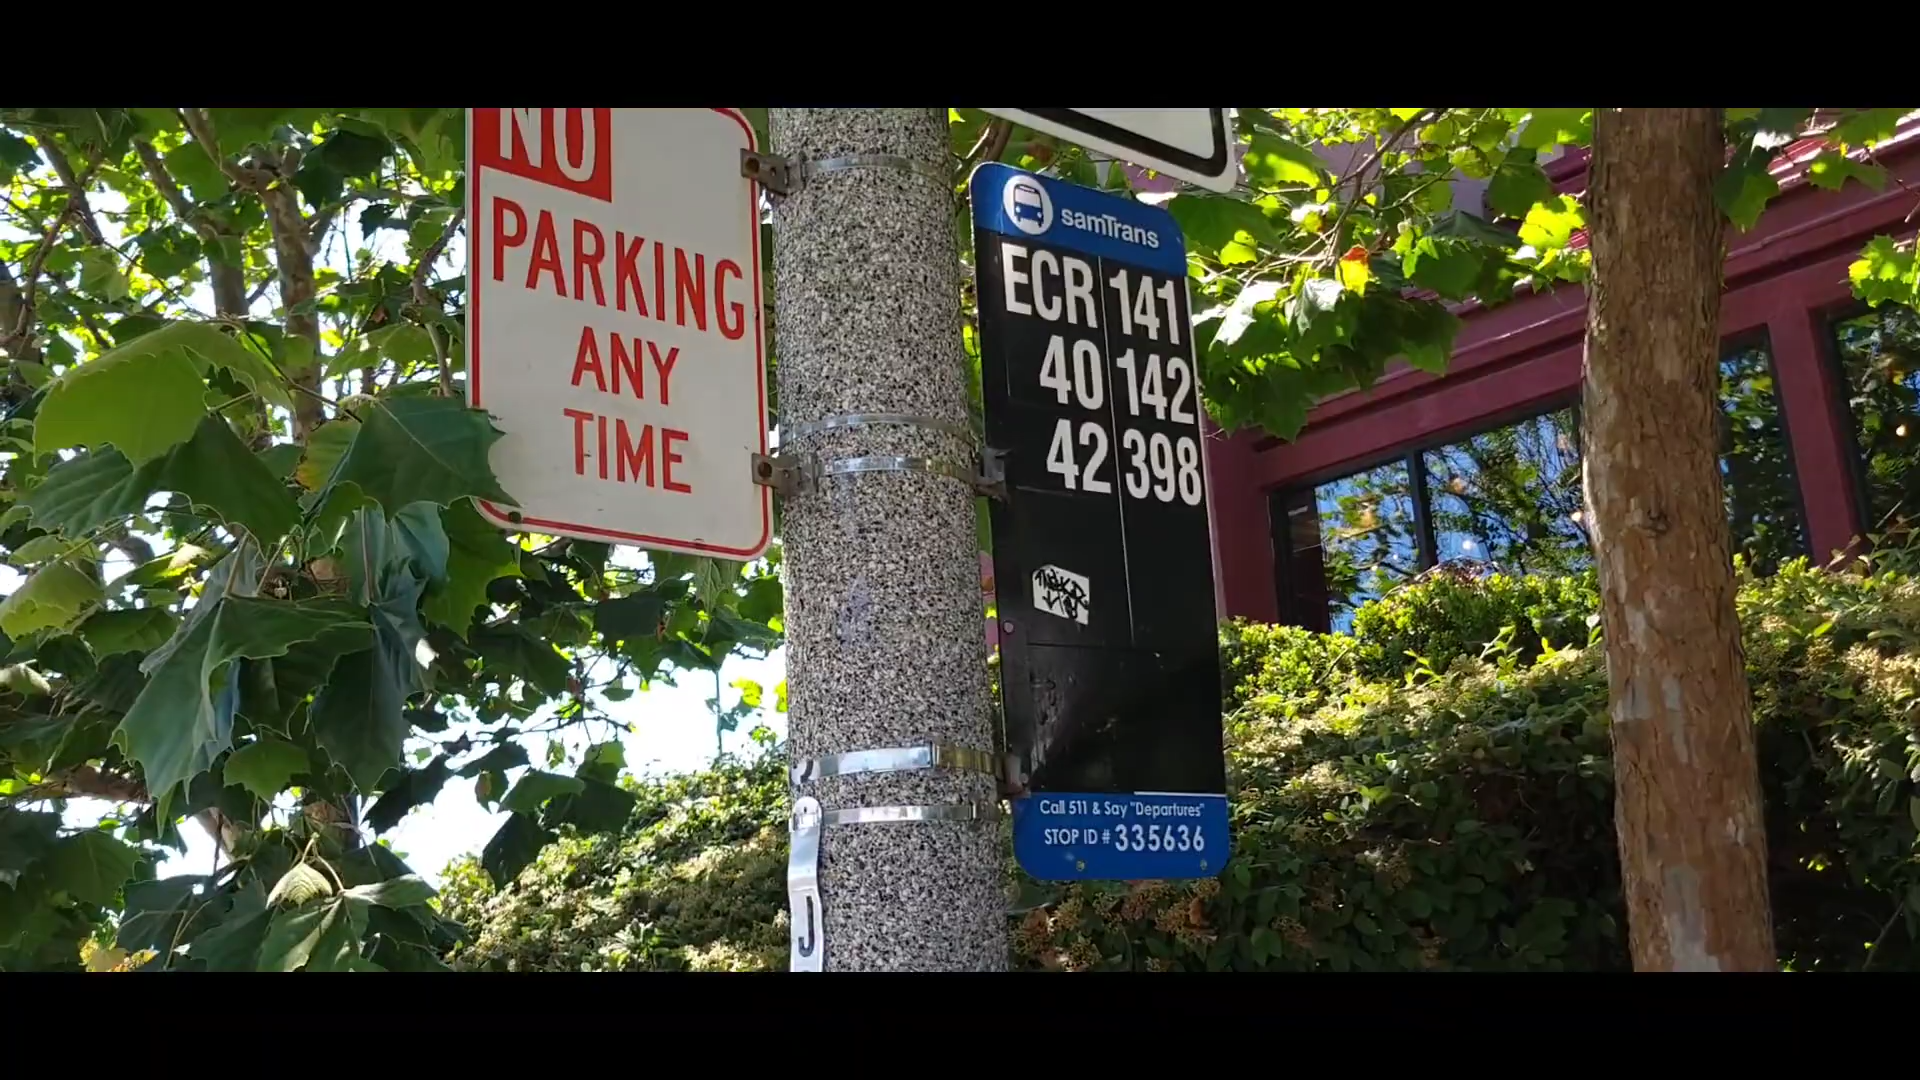 NO
PARKING
ANY
TIME
samTrans
ECR 141
40 142
42 398
Call 511 & Say "Departures"
STOP ID # 335636